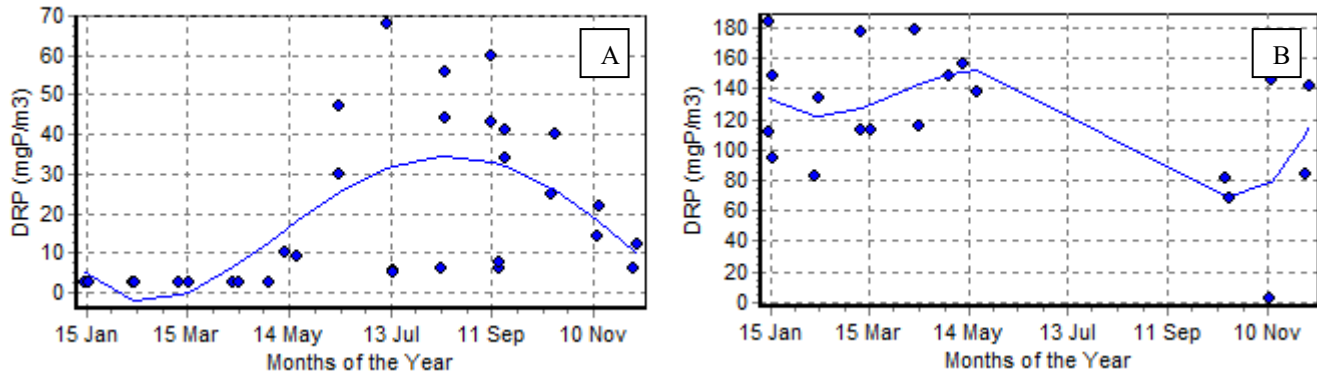 A
DRP (mgP/m3)
70
60
50
40
30
20
10
0
15 Jan 15 Mar 14 May 13 Jul 11 Sep 10 Nov
Months of the Year
B
DRP (mgP/m3)
180
160
140
120
100
80
60
40
20
0
15 Jan 15 Mar 14 May 13 Jul 11 Sep 10 Nov
Months of the Year